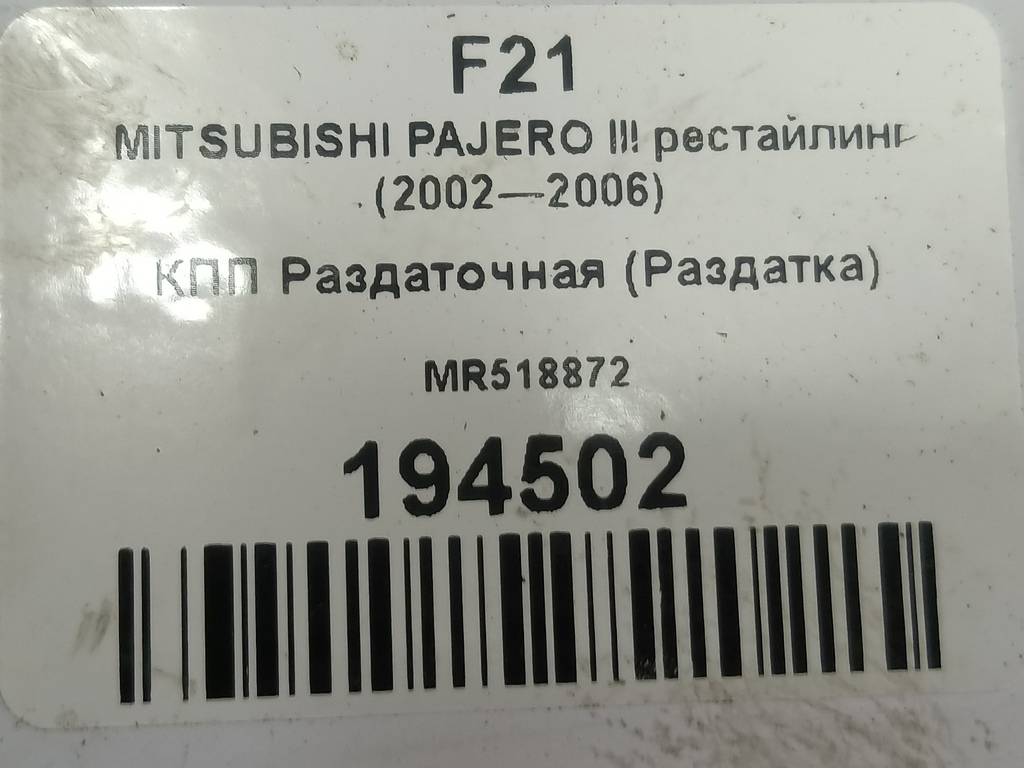 F21
MITSUBISHI PAJERO III рестайлинг
(2002—2006)
КПП Раздаточная (Раздатка)
MR518872
194502